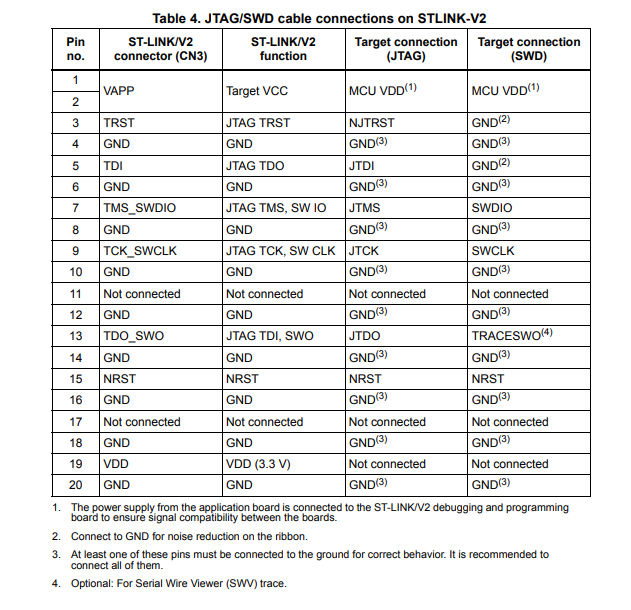 Table 4. JTAG/SWD cable connections on STLINK-V2
Pin no. ST-LINK/V2 connector (CN3) ST-LINK/V2 function Target connection (JTAG) Target connection (SWD)
1
2 VAPP Target VCC MCU VDD(1) MCU VDD(1)
3 TRST JTAG TRST NJTRST GND(2)
4 GND GND GND(3) GND(3)
5 TDI JTAG TDO JTDI GND(2)
6 GND GND GND(3) GND(3)
7 TMS_SWDIO JTAG TMS, SW IO JTMS SWDIO
8 GND GND GND(3) GND(3)
9 TCK_SWCLK JTAG TCK, SW CLK JTCK SWCLK
10 GND GND GND(3) GND(3)
11 Not connected Not connected Not connected Not connected
12 GND GND GND(3) GND(3)
13 TDO_SWO JTAG TDI, SWO JTDO TRACESWO(4)
14 GND GND GND(3) GND(3)
15 NRST NRST NRST NRST
16 GND GND GND(3) GND(3)
17 Not connected Not connected Not connected Not connected
18 GND GND GND(3) GND(3)
19 VDD VDD (3.3 V) Not connected Not connected
20 GND GND GND(3) GND(3)
1. The power supply from the application board is connected to the ST-LINK/V2 debugging and programming
board to ensure signal compatibility between the boards.
2. Connect to GND for noise reduction on the ribbon.
3. At least one of these pins must be connected to the ground for correct behavior. It is recommended to
connect all of them.
4. Optional: For Serial Wire Viewer (SWV) trace.